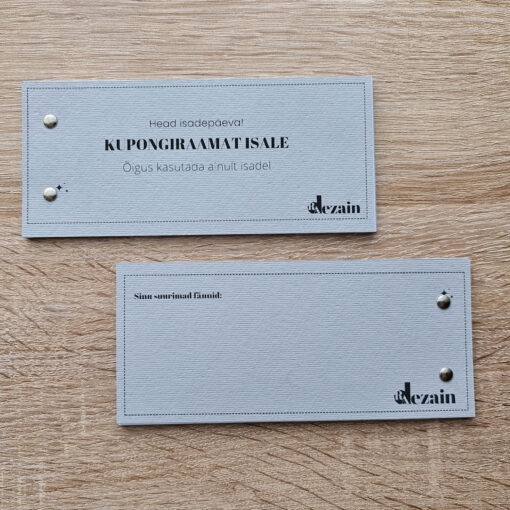 Head isadepäeva!
KUPONGIRAAMAT ISALE
Õigus kasutada ainult isadel
Dezain
Sinu suurimad fännid:
Dezain